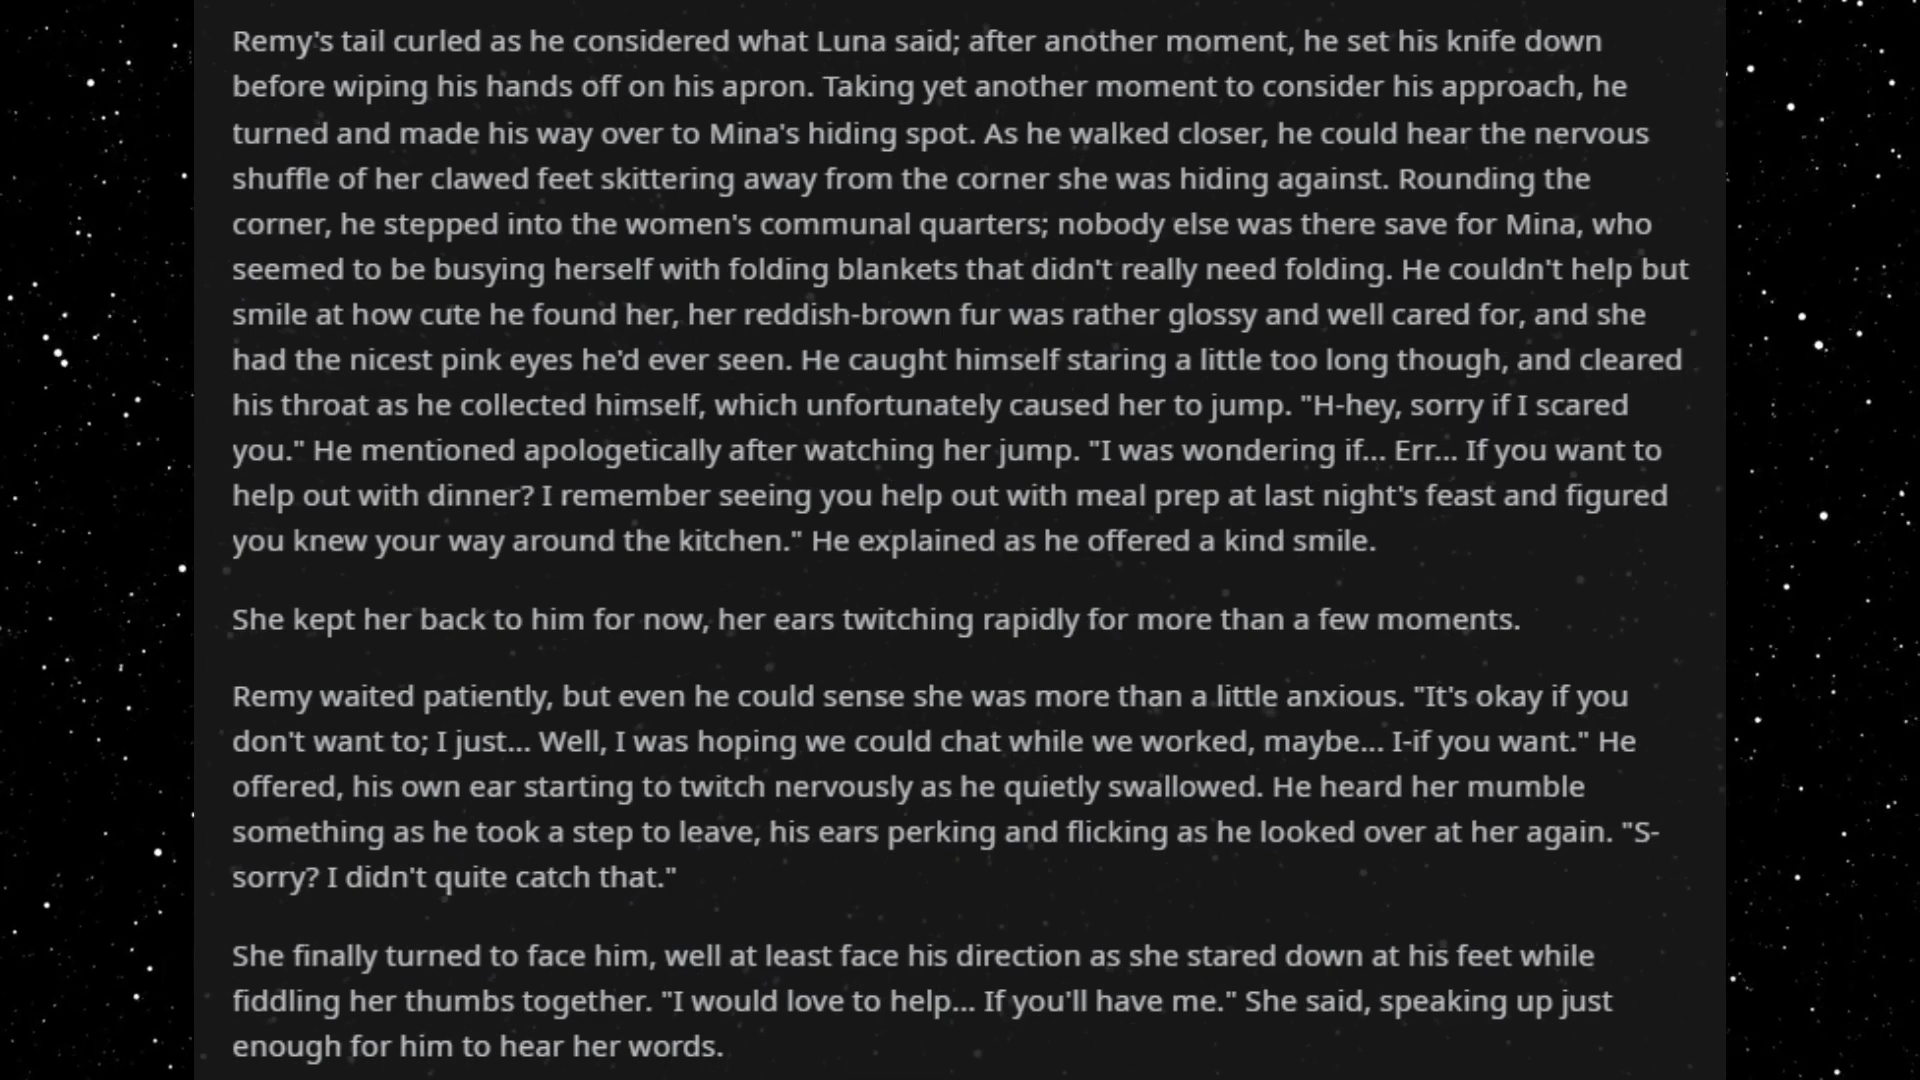 Remy's tail curled as he considered what Luna said; after another moment, he set his knife down
before wiping his hands off on his apron. Taking yet another moment to consider his approach, he
turned and made his way over to Mina's hiding spot. As he walked closer, he could hear the nervous
shuffle of her clawed feet skittering away from the corner she was hiding against. Rounding the
corner, he stepped into the women's communal quarters; nobody else was there save for Mina, who
seemed to be busying herself with folding blankets that didn't really need folding. He couldn't help but
smile at how cute he found her, her reddish-brown fur was rather glossy and well cared for, and she
had the nicest pink eyes he'd ever seen. He caught himself staring a little too long though, and cleared
his throat as he collected himself, which unfortunately caused her to jump. "H-hey, sorry if I scared
you." He mentioned apologetically after watching her jump. "I was wondering if... Err... If you want to
help out with dinner? I remember seeing you help out with meal prep at last night's feast and figured
you knew your way around the kitchen." He explained as he offered a kind smile.
She kept her back to him for now, her ears twitching rapidly for more than a few moments.
Remy waited patiently, but even he could sense she was more than a little anxious. "It's okay if you
don't want to; I just... Well, I was hoping we could chat while we worked, maybe... I-if you want." He
offered, his own ear starting to twitch nervously as he quietly swallowed. He heard her mumble
something as he took a step to leave, his ears perking and flicking as he looked over at her again. "S-
sorry? I didn't quite catch that."
She finally turned to face him, well at least face his direction as she stared down at his feet while
fiddling her thumbs together. "I would love to help... If you'll have me." She said, speaking up just
enough for him to hear her words.